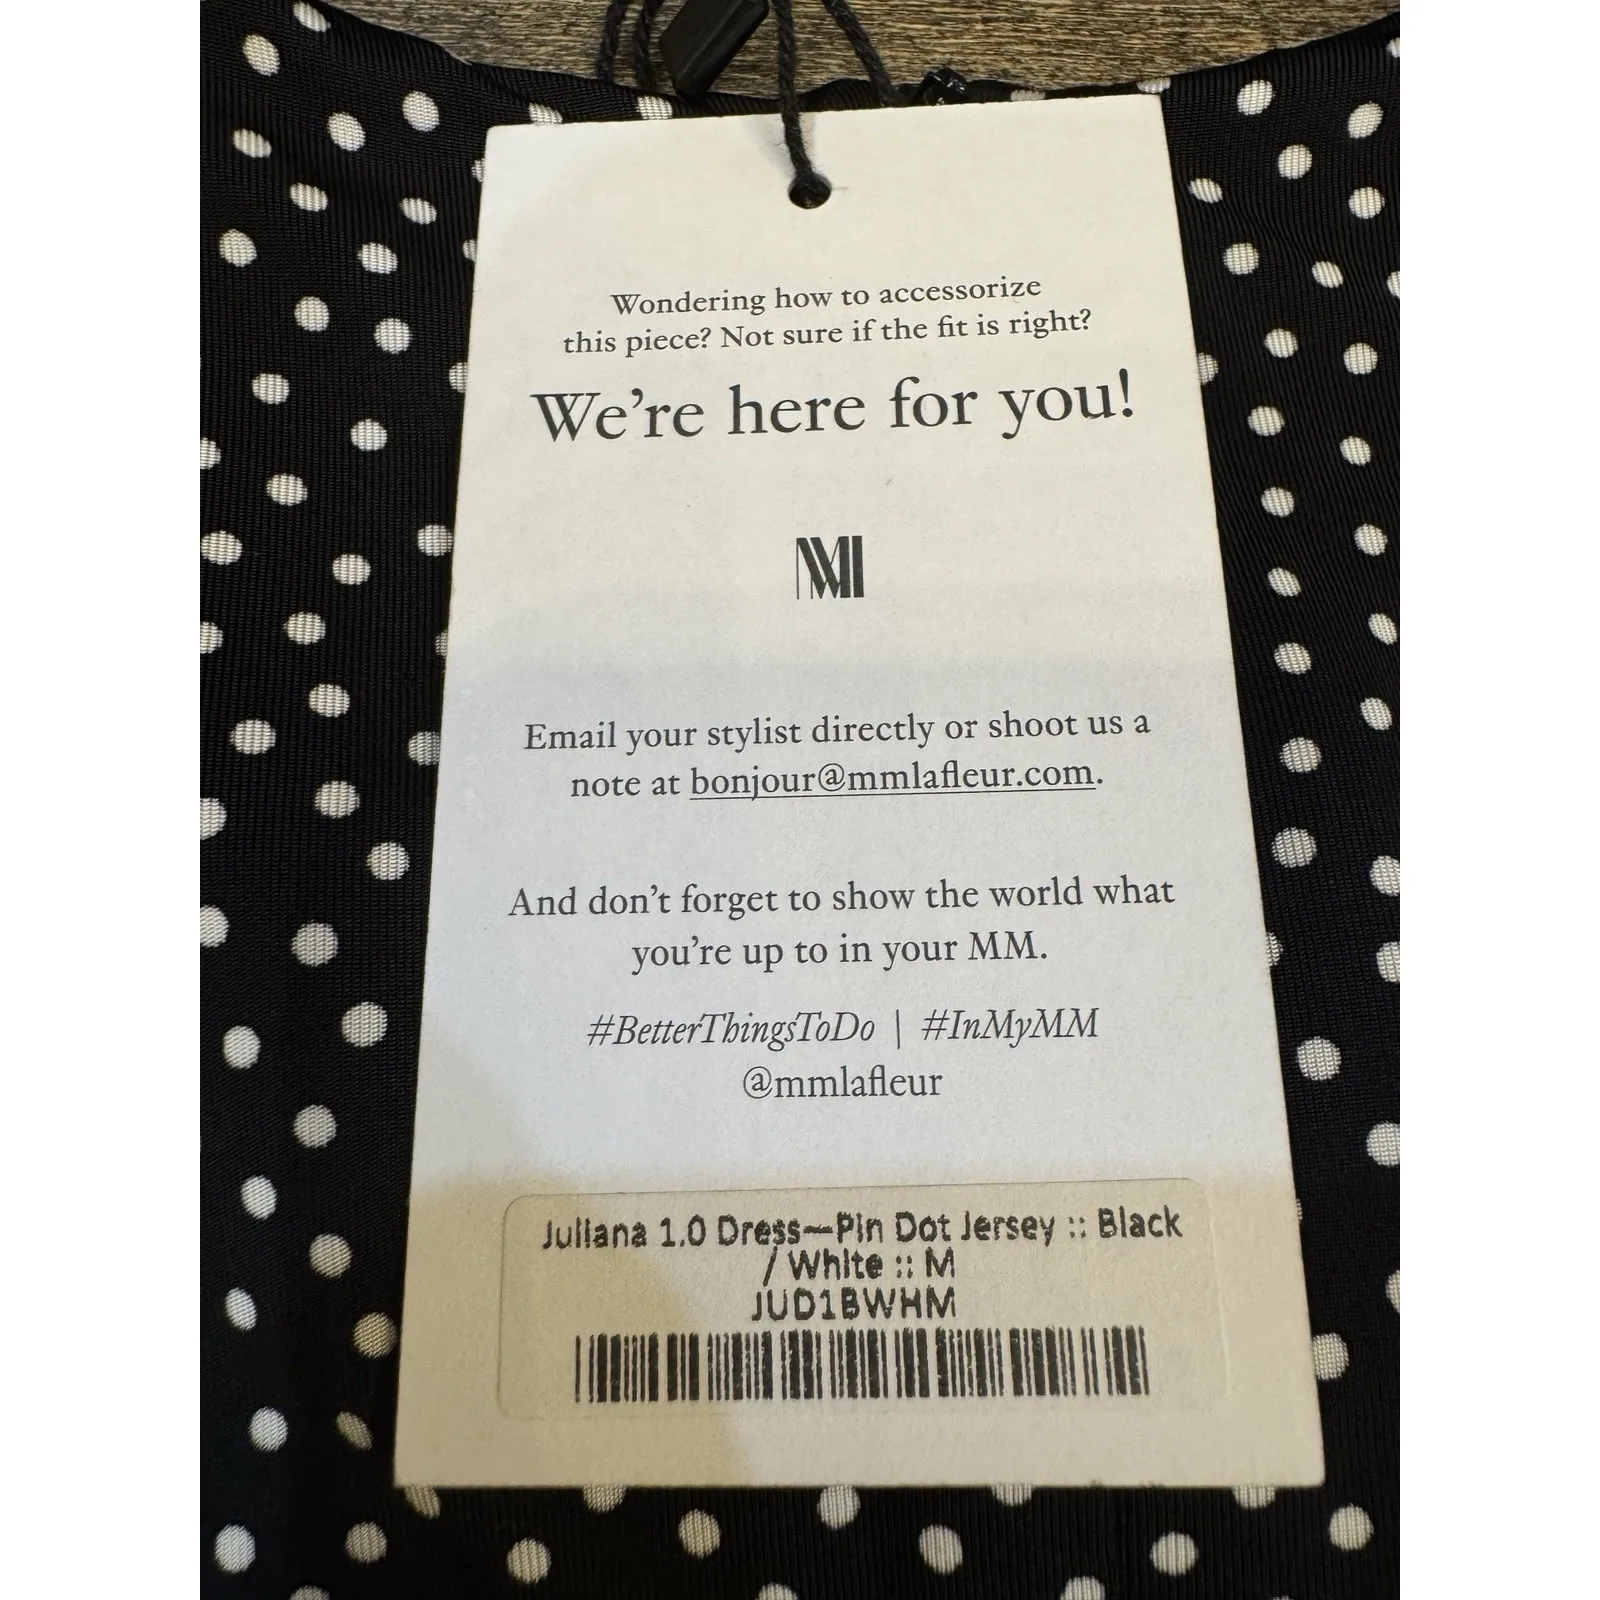 Wondering how to accessorize
this piece? Not sure if the fit is right?
We're here for you!
MM
Email your stylist directly or shoot us a
note at bonjour@mmlafleur.com.
And don't forget to show the world what
you're up to in your MM.
#BetterThingsToDo | #InMyMM
@mmlafleur
Juliana 1.0 Dress—Pin Dot Jersey :: Black
/ White :: M
JUD1BWHM